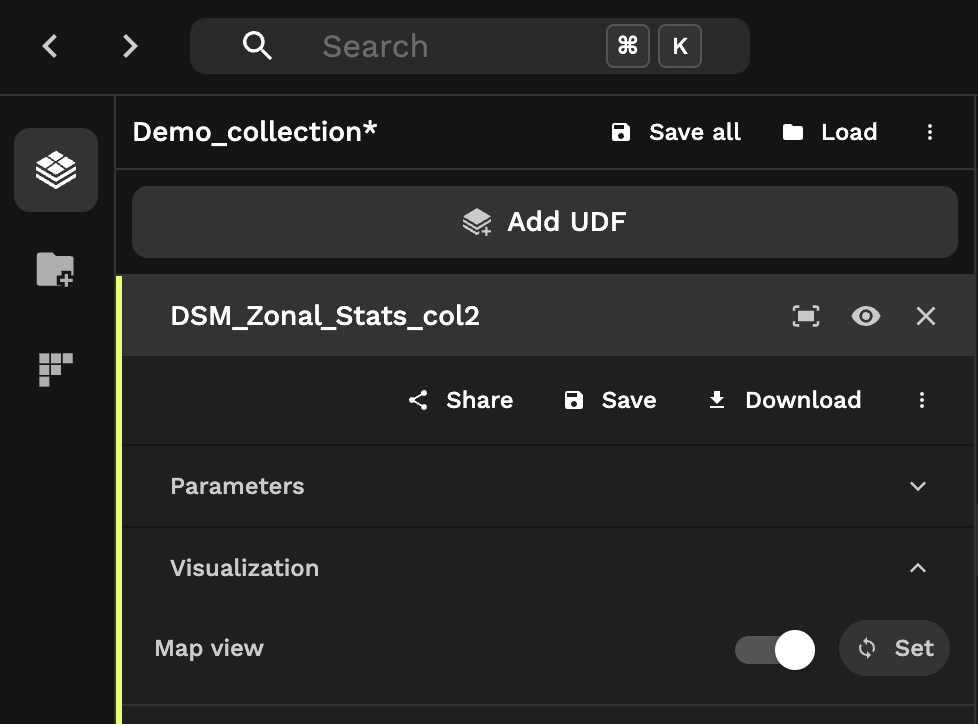 Search ⌘ K
Demo_collection* Save all Load
Add UDF
DSM_Zonal_Stats_col2
Share Save Download
Parameters
Visualization
Map view Set